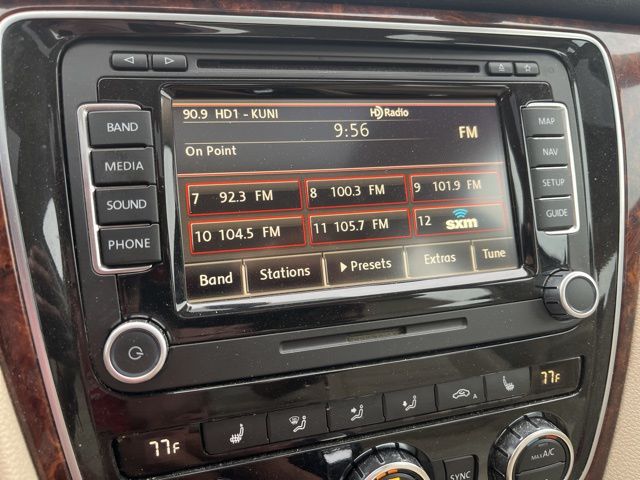 90.9 HD1 - KUNI HD Radio
9:56 FM
On Point
7 92.3 FM 8 100.3 FM 9 101.9 FM
10 104.5 FM 11 105.7 FM 12 sxm
Band Stations Presets Extras Tune
BAND
MEDIA
SOUND
PHONE
MAP
NAV
SETUP
GUIDE
77F 77F
A
SYNC MAX A/C